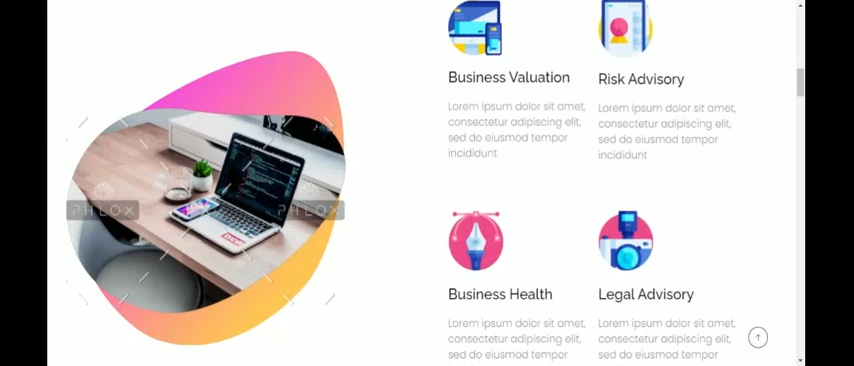 Business Valuation
Lorem ipsum dolor sit amet,
consectetur adipiscing elit,
sed do eiusmod tempor
incididunt
Risk Advisory
Lorem ipsum dolor sit amet,
consectetur adipiscing elit,
sed do eiusmod tempor
incididunt
PHLOX
PHLOX
Business Health
Lorem ipsum dolor sit amet,
consectetur adipiscing elit,
sed do eiusmod tempor
Legal Advisory
Lorem ipsum dolor sit amet,
consectetur adipiscing elit,
sed do eiusmod tempor